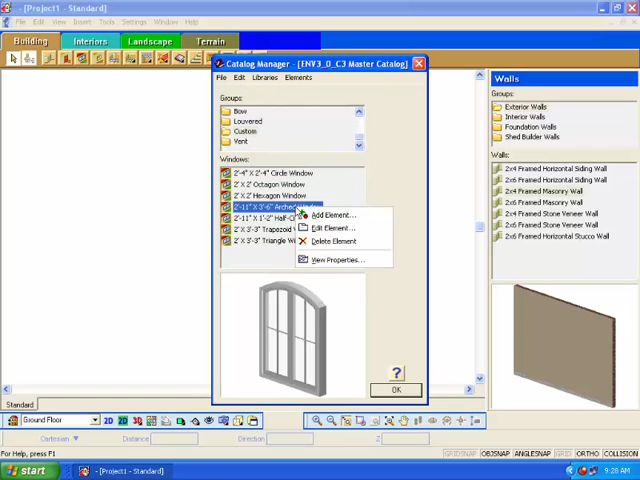 [Project1 - Standard]
File Edit View Insert Tools Settings Window Help
Building Interiors Landscape Terrain
Catalog Manager - [ENV3_0_C3 Master Catalog]
File Edit Libraries Elements
Groups:
Bow
Louvered
Custom
Vent
Windows:
2'-4" X 2'-4" Circle Window
2' X 2' Octagon Window
2' X 2' Hexagon Window
2'-11" X 3'-6" Arched
2'-11" X 1'-2" Half-Ci
2' X 3'-3" Trapezoid
2' X 3'-3" Triangle Wi
Add Element...
Edit Element...
Delete Element
View Properties...
?
OK
Walls
Groups:
Exterior Walls
Interior Walls
Foundation Walls
Shed Builder Walls
Walls:
2x4 Framed Horizontal Siding Wall
2x6 Framed Horizontal Siding Wall
2x4 Framed Masonry Wall
2x6 Framed Masonry Wall
2x4 Framed Stone Veneer Wall
2x6 Framed Stone Veneer Wall
2x6 Framed Horizontal Stucco Wall
Standard
Ground Floor 2D 2D 3D
Cartesian Distance Direction Z
For Help, press F1
GRIDSNAP OBJSNAP ANGLESNAP GRID ORTHO COLLISION
start - [Project1 - Standard] 9:28 AM